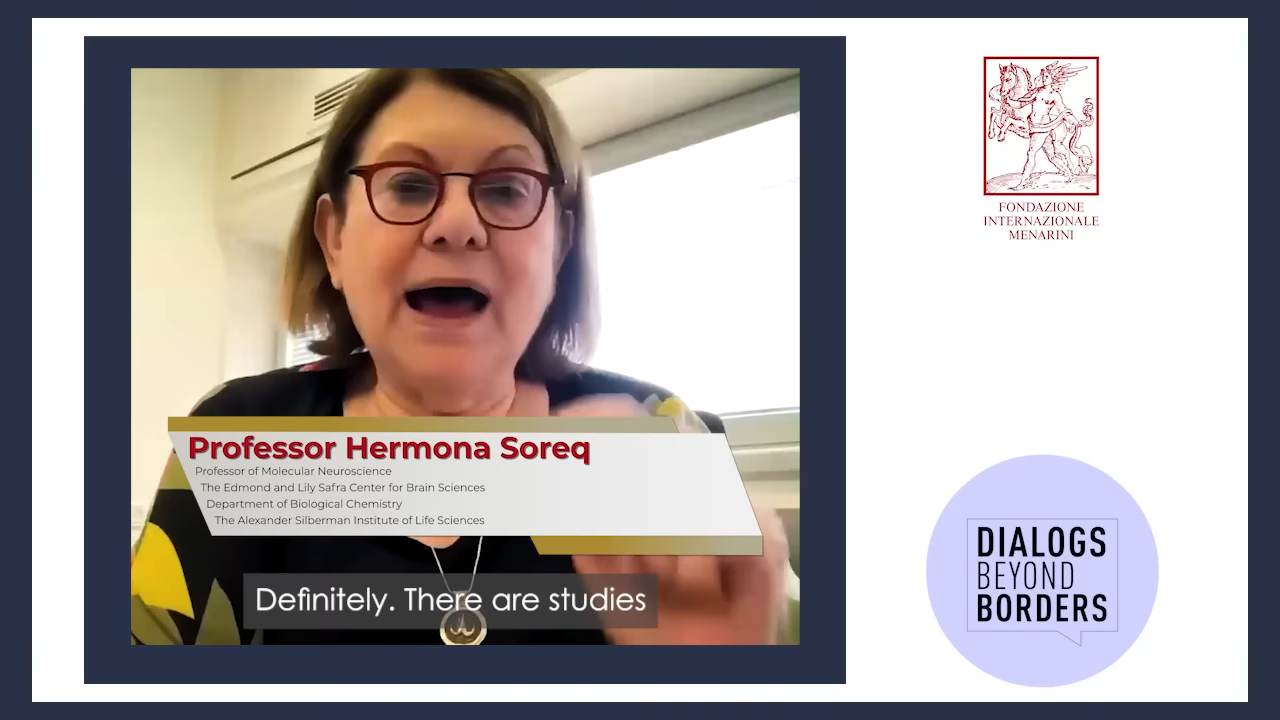 Professor Hermona Soreq
Professor of Molecular Neuroscience
The Edmond and Lily Safra Center for Brain Sciences
Department of Biological Chemistry
The Alexander Silberman Institute of Life Sciences
Definitely. There are studies
FONDAZIONE
INTERNAZIONALE
MENARINI
DIALOGS
BEYOND
BORDERS